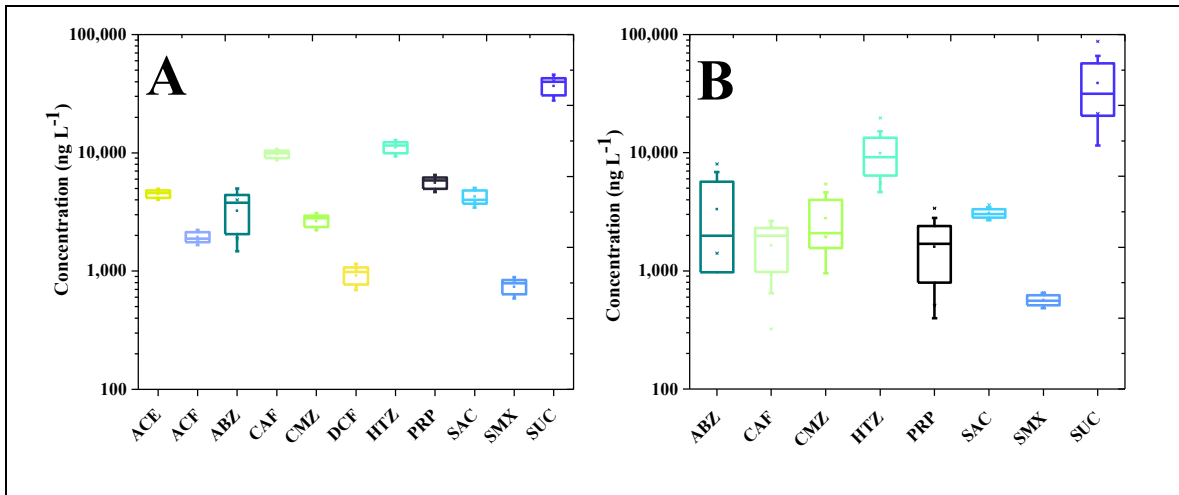 A
Concentration (ng L-1)
100,000
10,000
1,000
100
ACE ACF ABZ CAF CMZ DCF HTZ PRP SAC SMX SUC
B
Concentration (ng L-1)
100,000
10,000
1,000
100
ABZ CAF CMZ HTZ PRP SAC SMX SUC